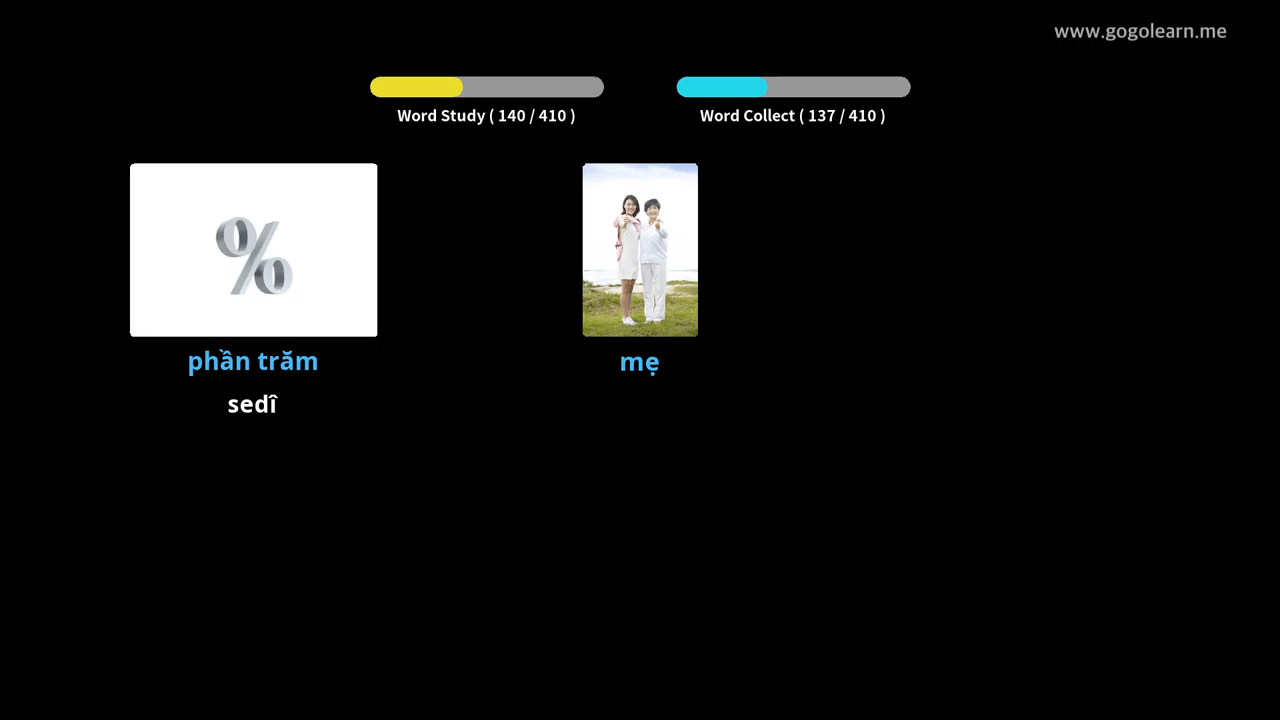 www.gogolearn.me
Word Study ( 140 / 410 )
Word Collect ( 137 / 410 )
%
phần trăm
mẹ
sedî